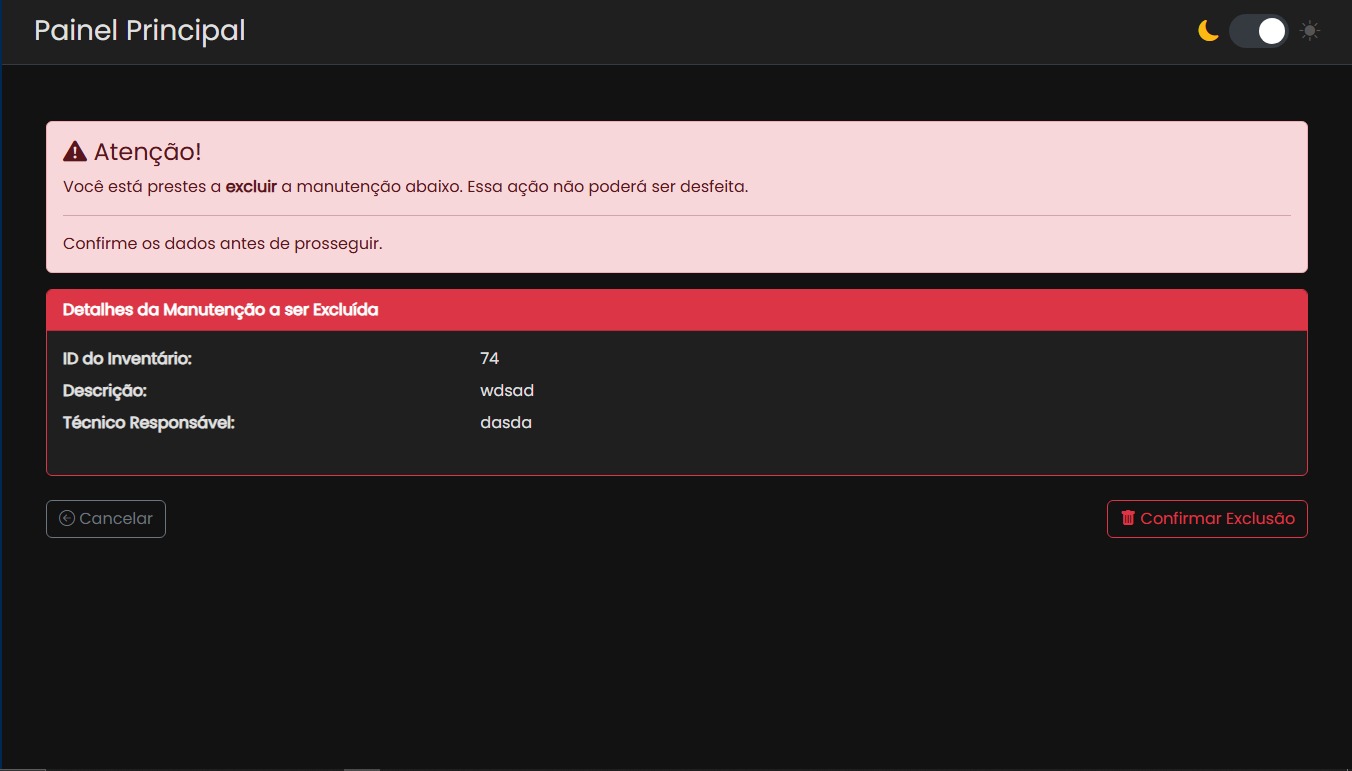 Painel Principal
Atenção!
Você está prestes a excluir a manutenção abaixo. Essa ação não poderá ser desfeita.
Confirme os dados antes de prosseguir.
Detalhes da Manutenção a ser Excluída
ID do Inventário: 74
Descrição: wdsad
Técnico Responsável: dasda
Cancelar
Confirmar Exclusão